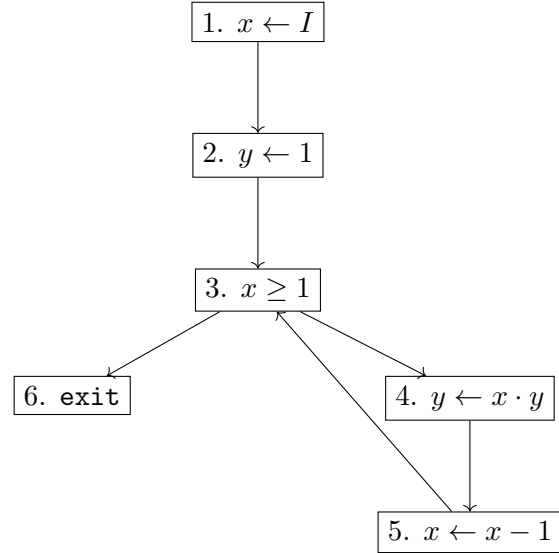 1. x ← I
2. y ← 1
3. x ≥ 1
6. exit
4. y ← x · y
5. x ← x − 1